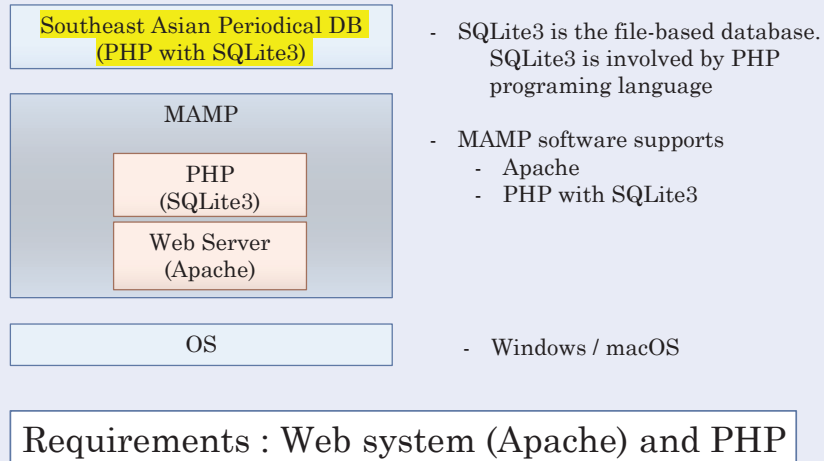 Southeast Asian Periodical DB
(PHP with SQLite3)
- SQLite3 is the file-based database.
SQLite3 is involved by PHP
programing language
MAMP
PHP
(SQLite3)
Web Server
(Apache)
- MAMP software supports
- Apache
- PHP with SQLite3
OS
- Windows / macOS
Requirements : Web system (Apache) and PHP